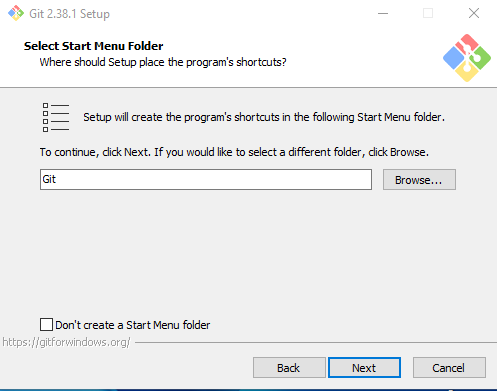 Git 2.38.1 Setup
Select Start Menu Folder
Where should Setup place the program's shortcuts?
Setup will create the program's shortcuts in the following Start Menu folder.
To continue, click Next. If you would like to select a different folder, click Browse.
Git
Browse...
Don't create a Start Menu folder
https://gitforwindows.org/
Back
Next
Cancel